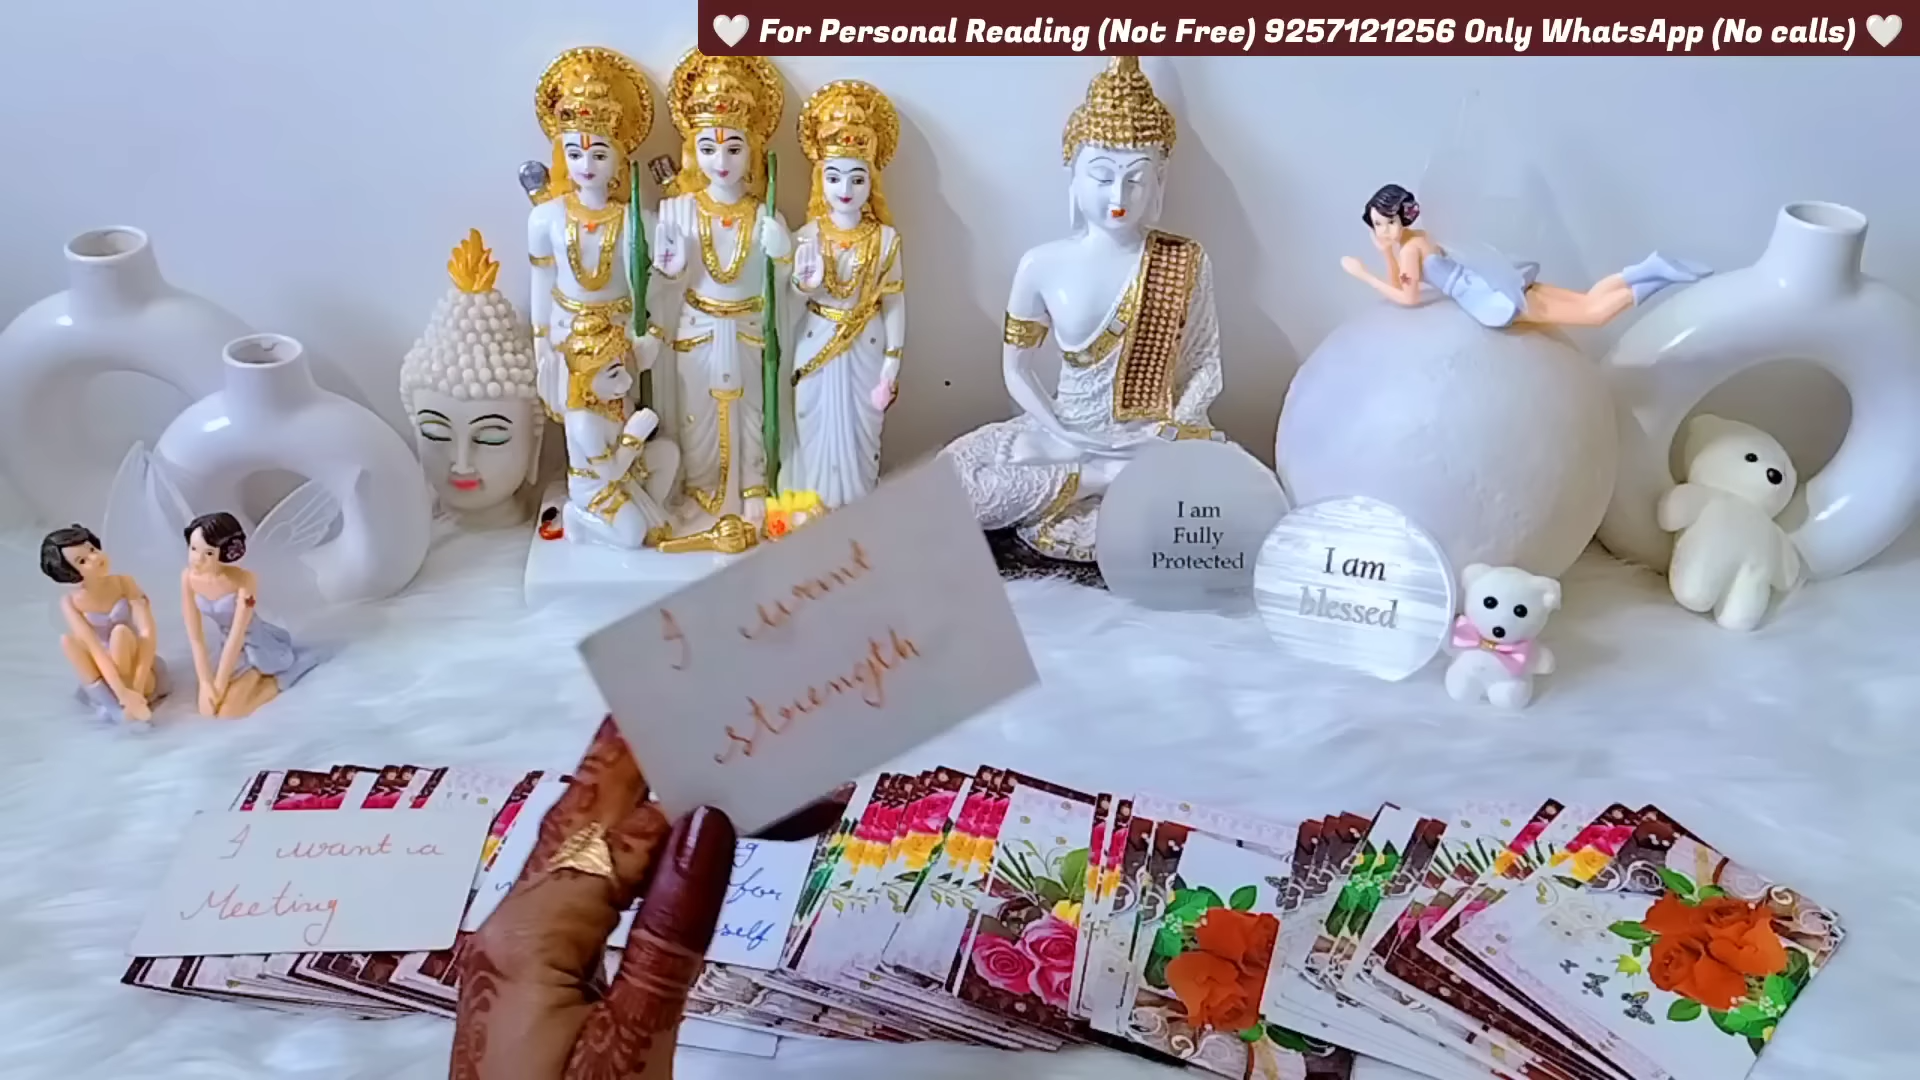 🤍 For Personal Reading (Not Free) 9257121256 Only WhatsApp (No calls) 🤍
I am
Fully
Protected
I am
blessed
I want
strength
I want a
Meeting
for
self